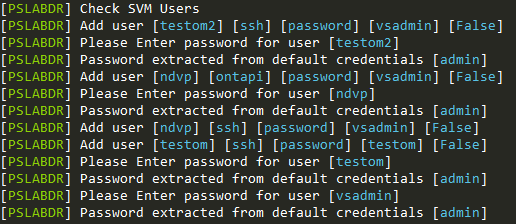 [PSLABDR] Check SVM Users
[PSLABDR] Add user [testom2] [ssh] [password] [vsadmin] [False]
[PSLABDR] Please Enter password for user [testom2]
[PSLABDR] Password extracted from default credentials [admin]
[PSLABDR] Add user [ndvp] [ontapi] [password] [vsadmin] [False]
[PSLABDR] Please Enter password for user [ndvp]
[PSLABDR] Password extracted from default credentials [admin]
[PSLABDR] Add user [ndvp] [ssh] [password] [vsadmin] [False]
[PSLABDR] Add user [testom] [ssh] [password] [testom] [False]
[PSLABDR] Please Enter password for user [testom]
[PSLABDR] Password extracted from default credentials [admin]
[PSLABDR] Please Enter password for user [vsadmin]
[PSLABDR] Password extracted from default credentials [admin]